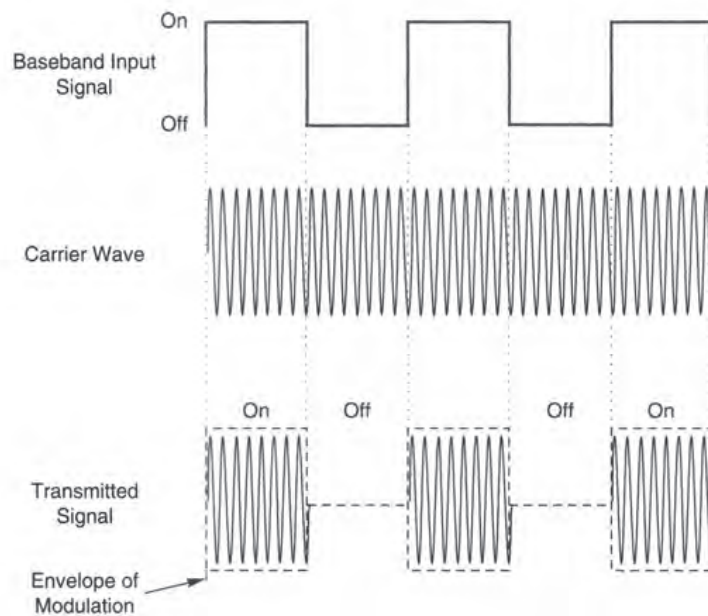 On
Baseband Input
Signal
Off
Carrier Wave
On Off Off On
Transmitted
Signal
Envelope of
Modulation